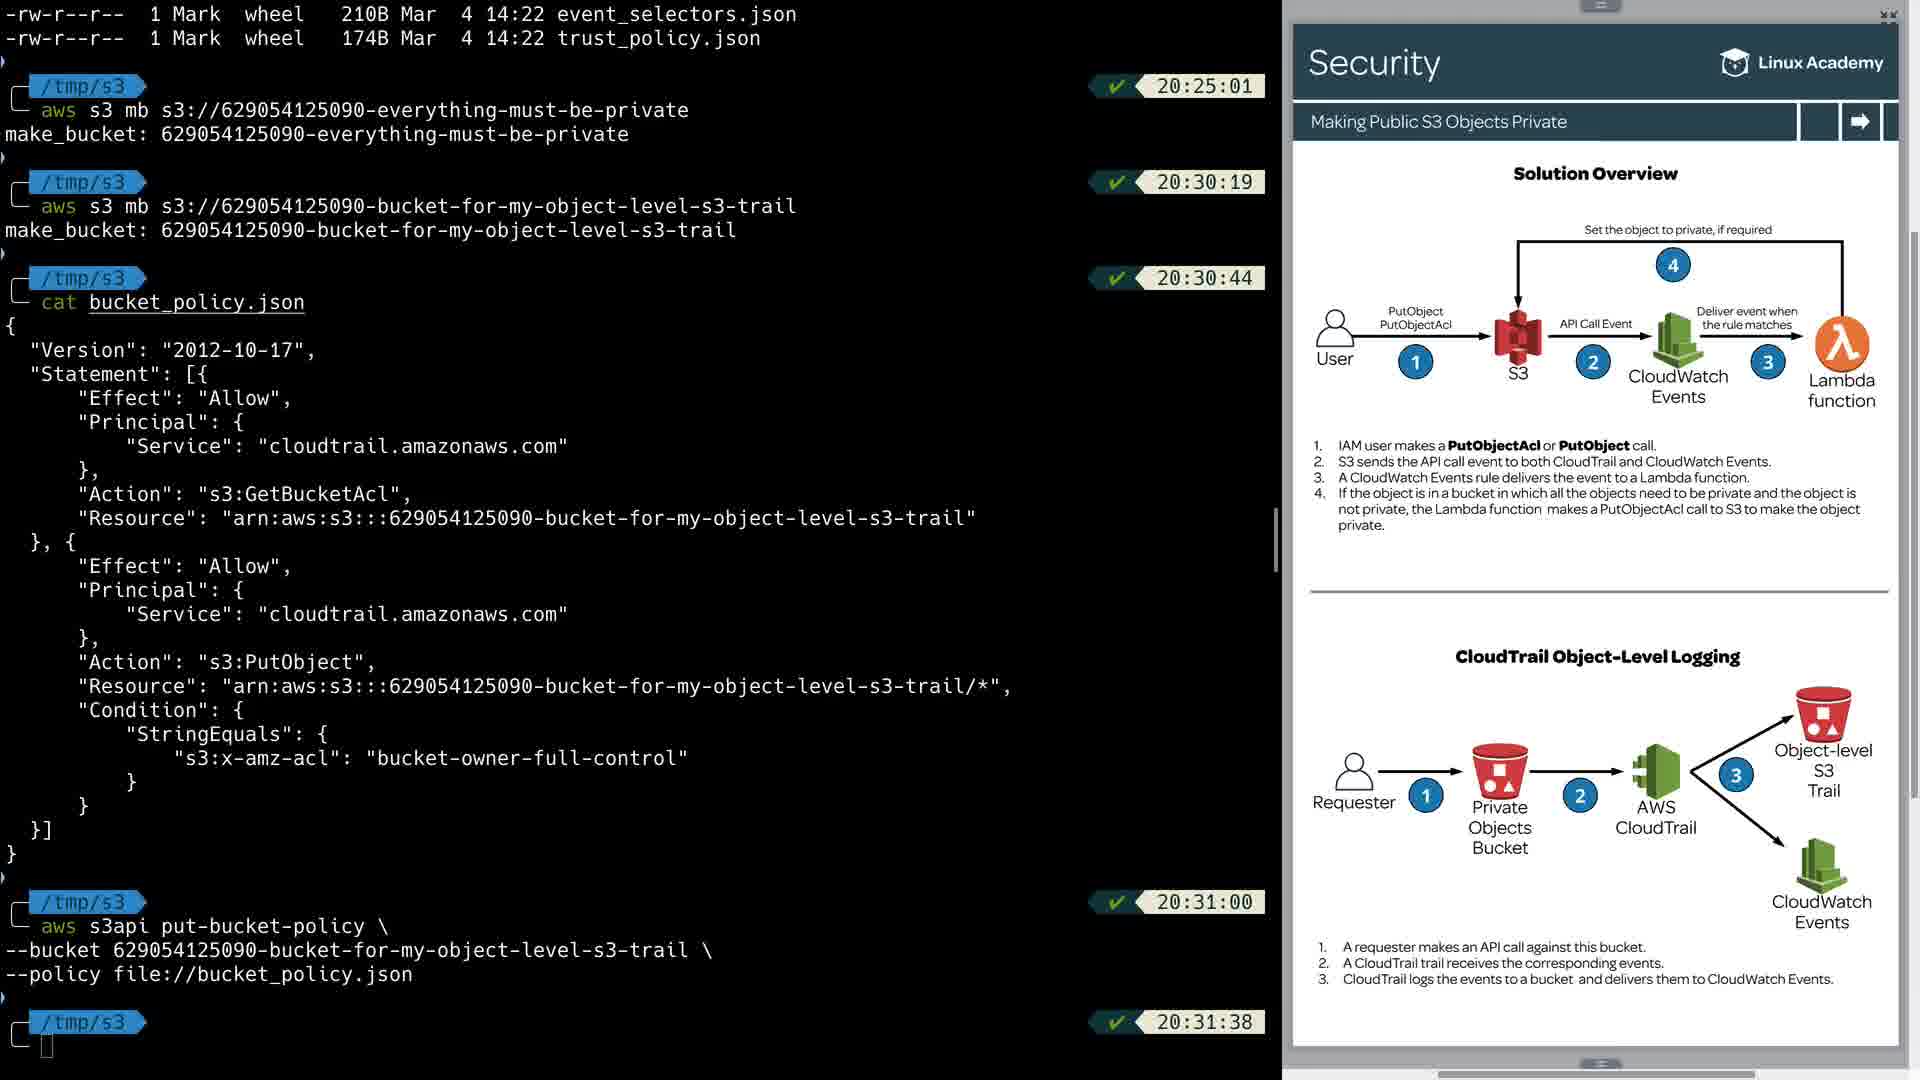 -rw-r--r--  1 Mark  wheel   210B Mar  4 14:22 event_selectors.json
-rw-r--r--  1 Mark  wheel   174B Mar  4 14:22 trust_policy.json
/tmp/s3 ✔ 20:25:01
aws s3 mb s3://629054125090-everything-must-be-private
make_bucket: 629054125090-everything-must-be-private
/tmp/s3 ✔ 20:30:19
aws s3 mb s3://629054125090-bucket-for-my-object-level-s3-trail
make_bucket: 629054125090-bucket-for-my-object-level-s3-trail
/tmp/s3 ✔ 20:30:44
cat bucket_policy.json
{
  "Version": "2012-10-17",
  "Statement": [{
      "Effect": "Allow",
      "Principal": {
          "Service": "cloudtrail.amazonaws.com"
      },
      "Action": "s3:GetBucketAcl",
      "Resource": "arn:aws:s3:::629054125090-bucket-for-my-object-level-s3-trail"
  }, {
      "Effect": "Allow",
      "Principal": {
          "Service": "cloudtrail.amazonaws.com"
      },
      "Action": "s3:PutObject",
      "Resource": "arn:aws:s3:::629054125090-bucket-for-my-object-level-s3-trail/*",
      "Condition": {
          "StringEquals": {
              "s3:x-amz-acl": "bucket-owner-full-control"
          }
      }
  }]
}
/tmp/s3 ✔ 20:31:00
aws s3api put-bucket-policy \
--bucket 629054125090-bucket-for-my-object-level-s3-trail \
--policy file://bucket_policy.json
/tmp/s3 ✔ 20:31:38
Security
Linux Academy
Making Public S3 Objects Private
Solution Overview
Set the object to private, if required
4
PutObject
PutObjectAcl
API Call Event
Deliver event when
the rule matches
1
2
3
User
S3
CloudWatch
Events
Lambda
function
1. IAM user makes a PutObjectAcl or PutObject call.
2. S3 sends the API call event to both CloudTrail and CloudWatch Events.
3. A CloudWatch Events rule delivers the event to a Lambda function.
4. If the object is in a bucket in which all the objects need to be private and the object is
not private, the Lambda function makes a PutObjectAcl call to S3 to make the object
private.
CloudTrail Object-Level Logging
Requester
1
Private
Objects
Bucket
2
AWS
CloudTrail
3
Object-level
S3
Trail
CloudWatch
Events
1. A requester makes an API call against this bucket.
2. A CloudTrail trail receives the corresponding events.
3. CloudTrail logs the events to a bucket and delivers them to CloudWatch Events.